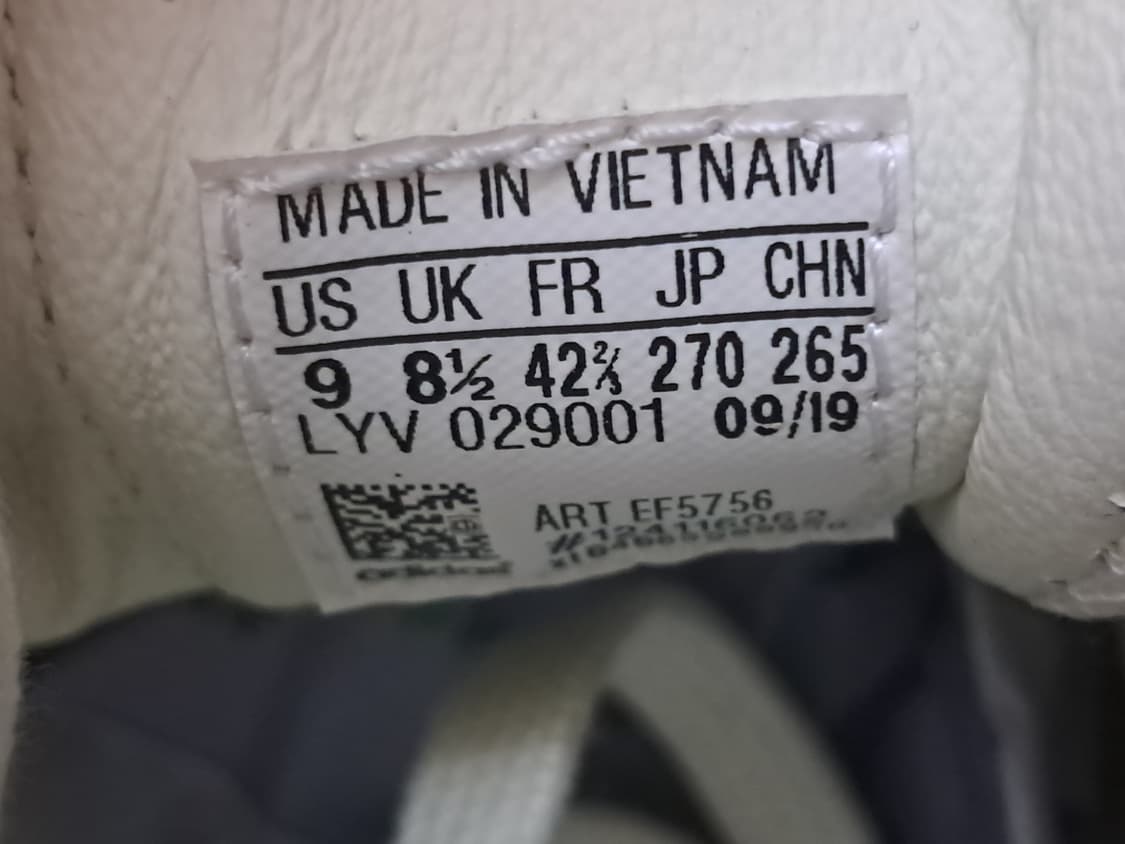 MADE IN VIETNAM
US UK FR JP CHN
9 8½ 42⅔ 270 265
LYV 029001 09/19
ART EF5756
adidas